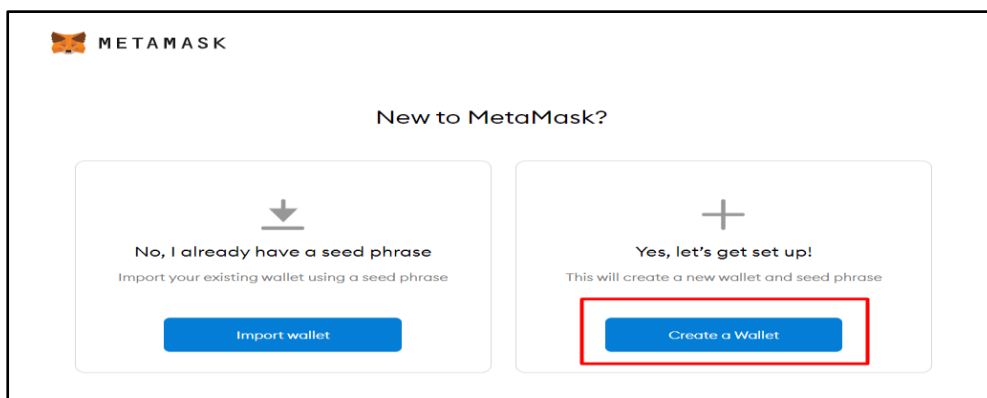 METAMASK
New to MetaMask?
No, I already have a seed phrase
Import your existing wallet using a seed phrase
Import wallet
Yes, let's get set up!
This will create a new wallet and seed phrase
Create a Wallet